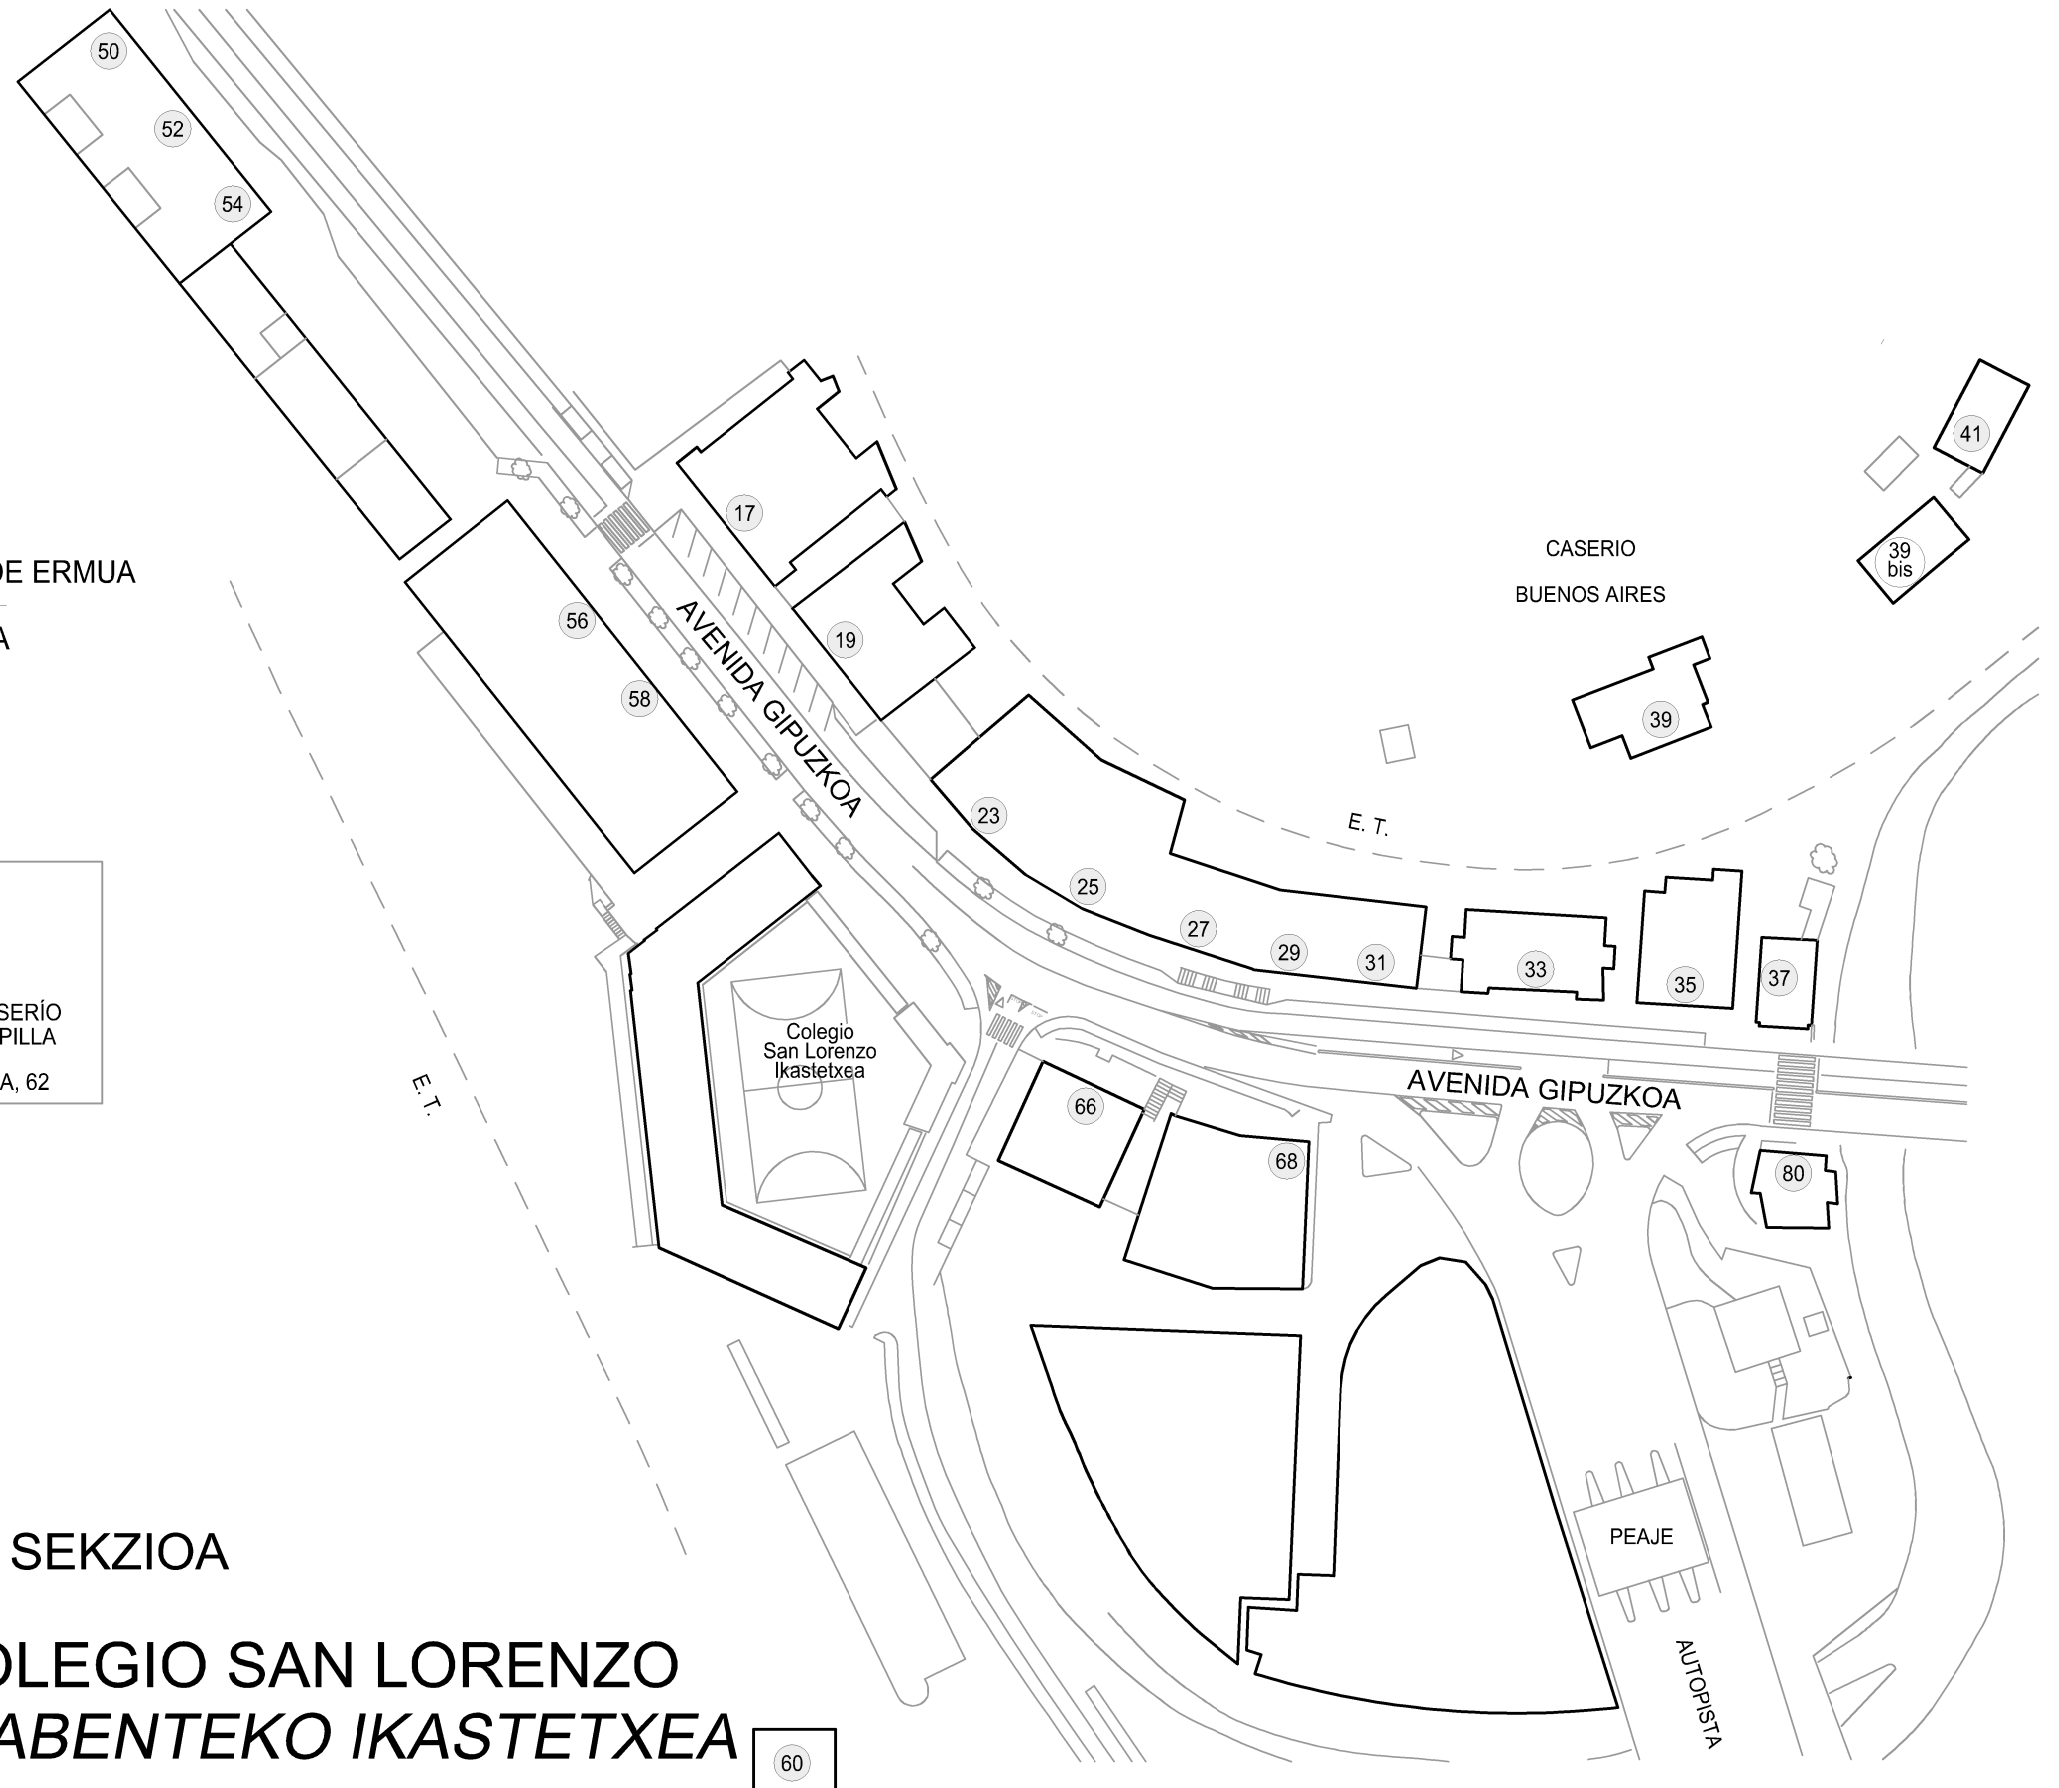 50
52
54
41
17
DE ERMUA
CASERIO
39
bis
BUENOS AIRES
56
A
19
58
39
AVENIDA GIPUZKOA
23
E. T.
25
27
29
31
33
35
37
SERÍO
PILLA
A, 62
Colegio
San Lorenzo
Ikastetxea
E. T.
AVENIDA GIPUZKOA
66
68
80
PEAJE
SEKZIOA
OLEGIO SAN LORENZO
ABENTEKO IKASTETXEA
AUTOPISTA
60